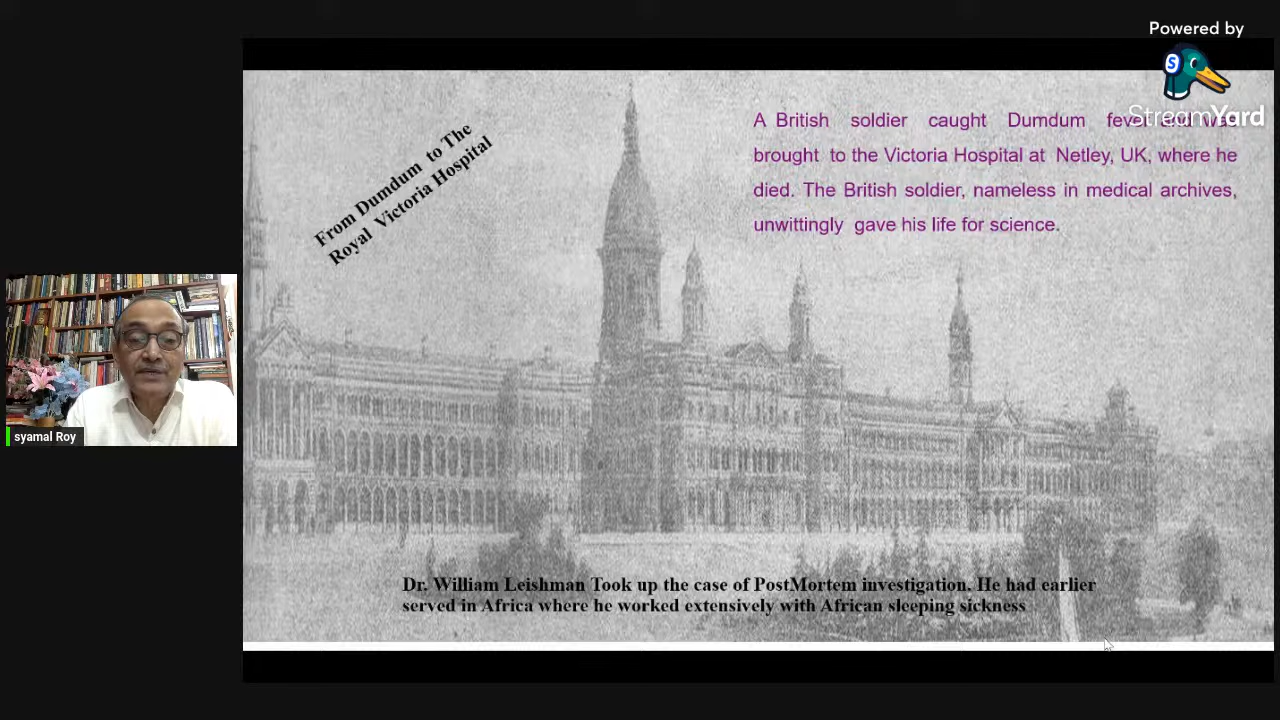 Powered by
StreamYard
From Dumdum to The
Royal Victoria Hospital
A British soldier caught Dumdum fever and was
brought to the Victoria Hospital at Netley, UK, where he
died. The British soldier, nameless in medical archives,
unwittingly gave his life for science.
syamal Roy
Dr. William Leishman Took up the case of PostMortem investigation. He had earlier
served in Africa where he worked extensively with African sleeping sickness